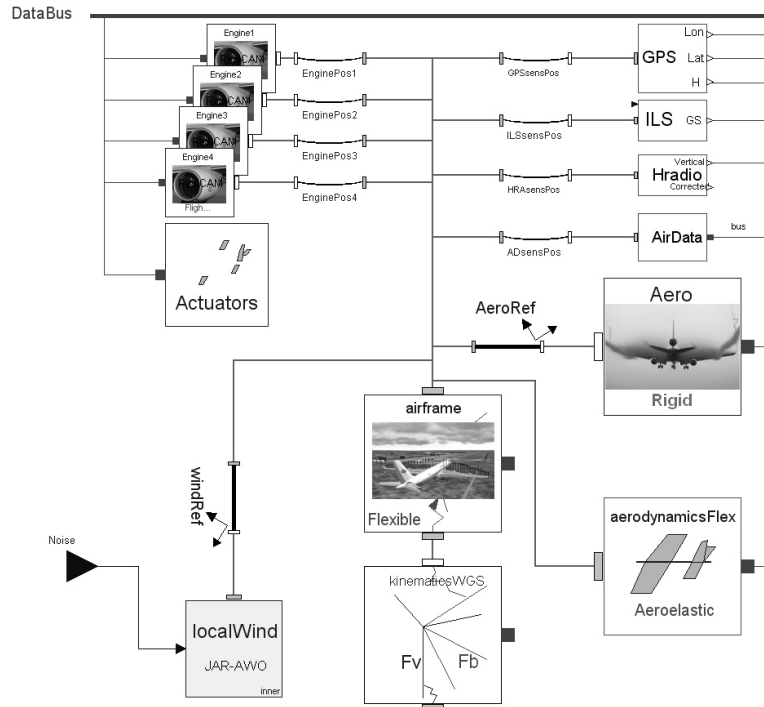 DataBus
Engine1
CAM
EnginePos1
Engine2
CAM
EnginePos2
Engine3
CAM
EnginePos3
Engine4
CAM
EnginePos4
Fligh...
Actuators
GPSsensPos
GPS
Lon
Lat
H
ILSsensPos
ILS
GS
HRAsensPos
Vertical
Hradio
Corrected
ADsensPos
AirData
bus
AeroRef
Aero
Rigid
airframe
Flexible
windRef
Noise
localWind
JAR-AWO
inner
kinematicsWGS
Fv
Fb
aerodynamicsFlex
Aeroelastic